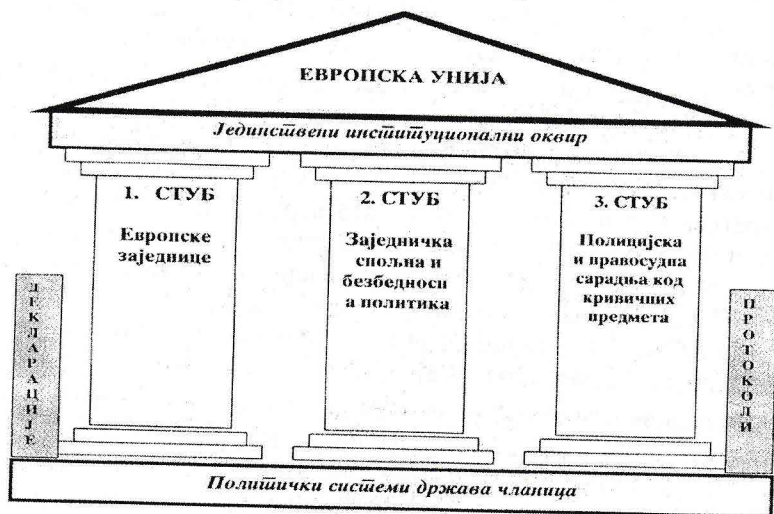 ЕВРОПСКА УНИЈА
Јединствени институционални оквир
1. СТУБ
Европске
заједнице
2. СТУБ
Заједничка
спољна и
безбедносн
а политика
3. СТУБ
Полицијска
и правосудна
сарадња код
кривичних
предмета
ДЕКЛАРАЦИЈЕ
ПРОТОКОЛИ
Политички системи држава чланица